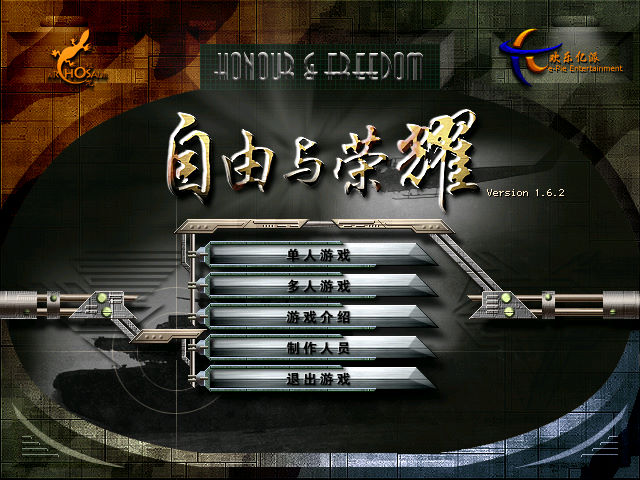 HONOUR & FREEDOM
欢乐亿派
e-Pie Entertainment
自由与荣耀
Version 1.6.2
单人游戏
多人游戏
游戏介绍
制作人员
退出游戏